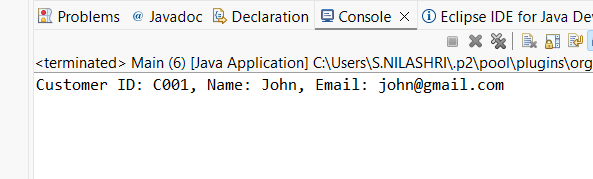 Problems @ Javadoc Declaration Console Eclipse IDE for Java Dev
<terminated> Main (6) [Java Application] C:\Users\S.NILASHRI\.p2\pool\plugins\org
Customer ID: C001, Name: John, Email: john@gmail.com